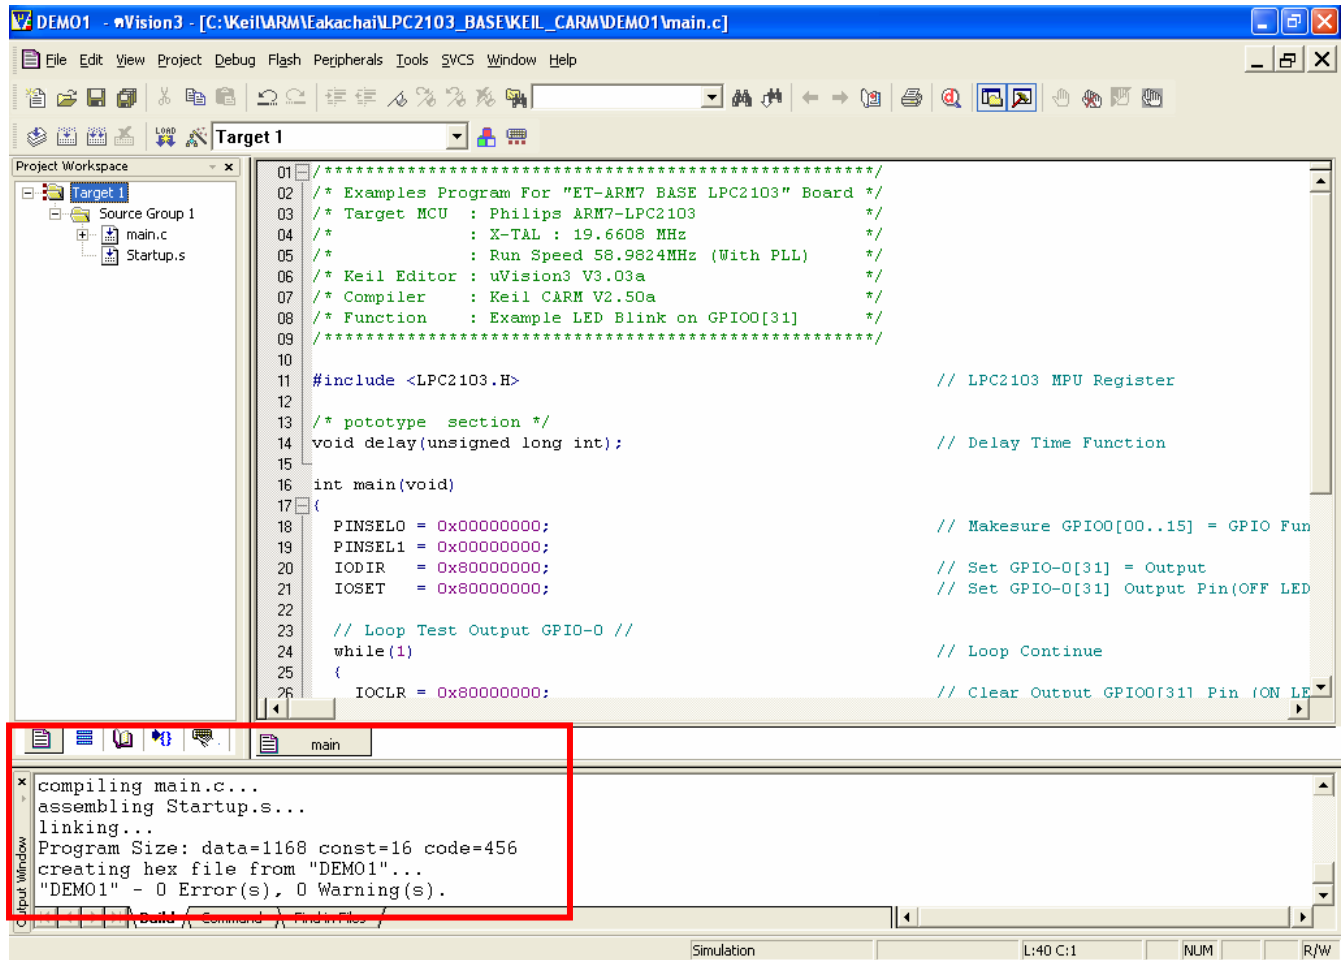 DEMO1 - µVision3 - [C:\Keil\ARM\Eakachai\LPC2103_BASE\KEIL_CARM\DEMO1\main.c]
File Edit View Project Debug Flash Peripherals Tools SVCS Window Help
LOAD
Target 1
Project Workspace
Target 1
Source Group 1
main.c
Startup.s
01 /*****************************************************/
02 /* Examples Program For "ET-ARM7 BASE LPC2103" Board */
03 /* Target MCU : Philips ARM7-LPC2103 */
04 /* : X-TAL : 19.6608 MHz */
05 /* : Run Speed 58.9824MHz (With PLL) */
06 /* Keil Editor : uVision3 V3.03a */
07 /* Compiler : Keil CARM V2.50a */
08 /* Function : Example LED Blink on GPIO0[31] */
09 /*****************************************************/
10
11 #include <LPC2103.H> // LPC2103 MPU Register
12
13 /* pototype section */
14 void delay(unsigned long int); // Delay Time Function
15
16 int main(void)
17 {
18 PINSEL0 = 0x00000000; // Makesure GPIO0[00..15] = GPIO Fun
19 PINSEL1 = 0x00000000;
20 IODIR = 0x80000000; // Set GPIO-0[31] = Output
21 IOSET = 0x80000000; // Set GPIO-0[31] Output Pin(OFF LED
22
23 // Loop Test Output GPIO-0 //
24 while(1) // Loop Continue
25 {
26 IOCLR = 0x80000000; // Clear Output GPIO0[31] Pin (ON LE
main
compiling main.c...
assembling Startup.s...
linking...
Program Size: data=1168 const=16 code=456
creating hex file from "DEMO1"...
"DEMO1" - 0 Error(s), 0 Warning(s).
Output Window
Build Command Find in Files
Simulation L:40 C:1 NUM R/W